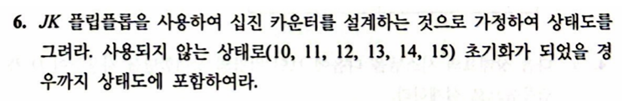 6. JK 플립플롭을 사용하여 십진 카운터를 설계하는 것으로 가정하여 상태도를
그려라. 사용되지 않는 상태로(10, 11, 12, 13, 14, 15) 초기화가 되었을 경
우까지 상태도에 포함하여라.